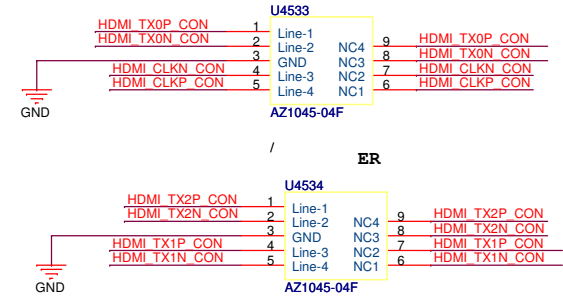 U4533
HDMI_TX0P_CON 1 Line-1
HDMI_TX0N_CON 2 Line-2 NC4 9 HDMI_TX0P_CON
3 GND NC3 8 HDMI_TX0N_CON
HDMI_CLKN_CON 4 Line-3 NC2 7 HDMI_CLKN_CON
HDMI_CLKP_CON 5 Line-4 NC1 6 HDMI_CLKP_CON
GND
AZ1045-04F
/
ER
U4534
HDMI_TX2P_CON 1 Line-1
HDMI_TX2N_CON 2 Line-2 NC4 9 HDMI_TX2P_CON
3 GND NC3 8 HDMI_TX2N_CON
HDMI_TX1P_CON 4 Line-3 NC2 7 HDMI_TX1P_CON
HDMI_TX1N_CON 5 Line-4 NC1 6 HDMI_TX1N_CON
GND
AZ1045-04F